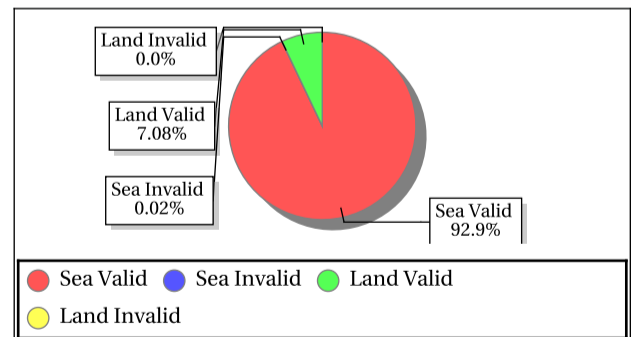 Land Invalid
0.0%
Land Valid
7.08%
Sea Invalid
0.02%
Sea Valid
92.9%
Sea Valid Sea Invalid Land Valid
Land Invalid